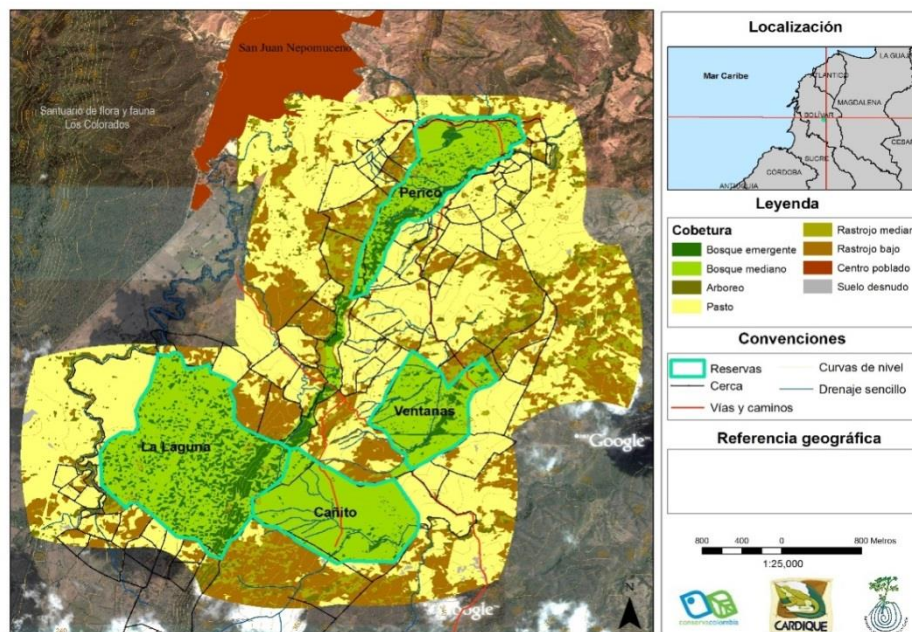 San Juan Nepomuceno
Santuario de flora y fauna
Los Colorados
Perico
Ventanas
La Laguna
Cañito
Google
Google
Localización
Mar Caribe
LA GUAJ
ATLANTICO
MAGDALENA
BOLÍVAR
CESAR
SUCRE
CORDOBA
ANTIOQUIA
Leyenda
Cobetura
Bosque emergente
Bosque mediano
Arboreo
Pasto
Rastrojo median
Rastrojo bajo
Centro poblado
Suelo desnudo
Convenciones
Reservas
Cerca
Vías y caminos
Curvas de nivel
Drenaje sencillo
Referencia geográfica
800 400 0 800 Metros
1:25,000
N
conservacolombia
CARDIQUE